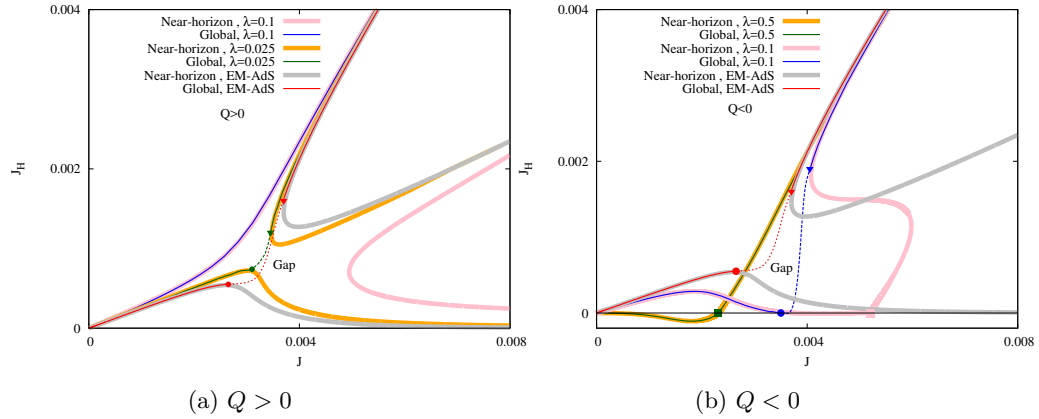 0.004
0.002
0
J_H
Near-horizon , λ=0.1
Global, λ=0.1
Near-horizon , λ=0.025
Global, λ=0.025
Near-horizon , EM-AdS
Global, EM-AdS
Q>0
Gap
0 0.004 0.008
J
(a) Q > 0
0.004
0.002
0
J_H
Near-horizon , λ=0.5
Global, λ=0.5
Near-horizon , λ=0.1
Global, λ=0.1
Near-horizon , EM-AdS
Global, EM-AdS
Q<0
Gap
0 0.004 0.008
J
(b) Q < 0